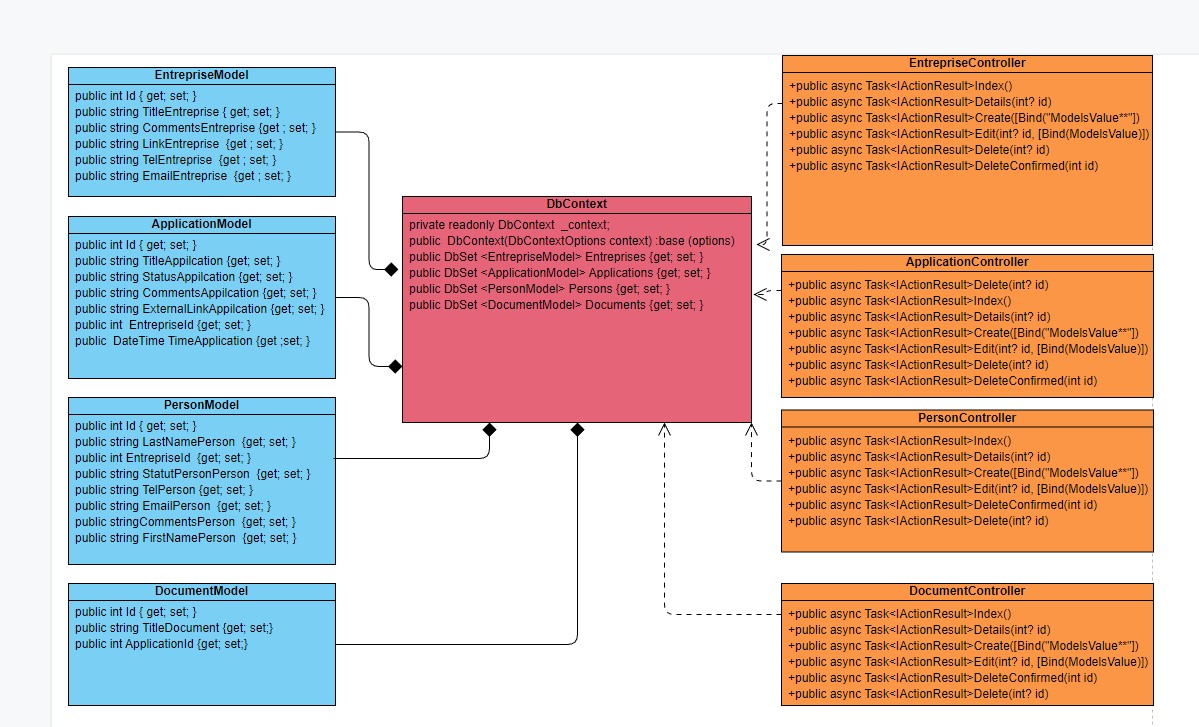 EntrepriseModel
public int Id { get; set; }
public string TitleEntreprise { get; set; }
public string CommentsEntreprise {get ; set; }
public string LinkEntreprise {get ; set; }
public string TelEntreprise {get ; set; }
public string EmailEntreprise {get ; set; }
ApplicationModel
public int Id { get; set; }
public string TitleAppilcation {get; set; }
public string StatusAppilcation {get; set; }
public string CommentsAppilcation {get; set; }
public string ExternalLinkAppilcation {get; set; }
public int EntrepriseId {get; set; }
public DateTime TimeApplication {get ;set; }
PersonModel
public int Id { get; set; }
public string LastNamePerson {get; set; }
public int EntrepriseId {get; set; }
public string StatutPersonPerson {get; set; }
public string TelPerson {get; set; }
public string EmailPerson {get; set; }
public stringCommentsPerson {get; set; }
public string FirstNamePerson {get; set; }
DocumentModel
public int Id { get; set; }
public string TitleDocument {get; set;}
public int ApplicationId {get; set;}
DbContext
private readonly DbContext _context;
public DbContext(DbContextOptions context) :base (options)
public DbSet <EntrepriseModel> Entreprises {get; set; }
public DbSet <ApplicationModel> Applications {get; set; }
public DbSet <PersonModel> Persons {get; set; }
public DbSet <DocumentModel> Documents {get; set; }
EntrepriseController
+public async Task<IActionResult>Index()
+public async Task<IActionResult>Details(int? id)
+public async Task<IActionResult>Create([Bind("ModelsValue**"])
+public async Task<IActionResult>Edit(int? id, [Bind(ModelsValue)])
+public async Task<IActionResult>Delete(int? id)
+public async Task<IActionResult>DeleteConfirmed(int id)
ApplicationController
+public async Task<IActionResult>Delete(int? id)
+public async Task<IActionResult>Index()
+public async Task<IActionResult>Details(int? id)
+public async Task<IActionResult>Create([Bind("ModelsValue**"])
+public async Task<IActionResult>Edit(int? id, [Bind(ModelsValue)])
+public async Task<IActionResult>Delete(int? id)
+public async Task<IActionResult>DeleteConfirmed(int id)
PersonController
+public async Task<IActionResult>Index()
+public async Task<IActionResult>Details(int? id)
+public async Task<IActionResult>Create([Bind("ModelsValue**"])
+public async Task<IActionResult>Edit(int? id, [Bind(ModelsValue)])
+public async Task<IActionResult>DeleteConfirmed(int id)
+public async Task<IActionResult>Delete(int? id)
DocumentController
+public async Task<IActionResult>Index()
+public async Task<IActionResult>Details(int? id)
+public async Task<IActionResult>Create([Bind("ModelsValue**"])
+public async Task<IActionResult>Edit(int? id, [Bind(ModelsValue)])
+public async Task<IActionResult>DeleteConfirmed(int id)
+public async Task<IActionResult>Delete(int? id)